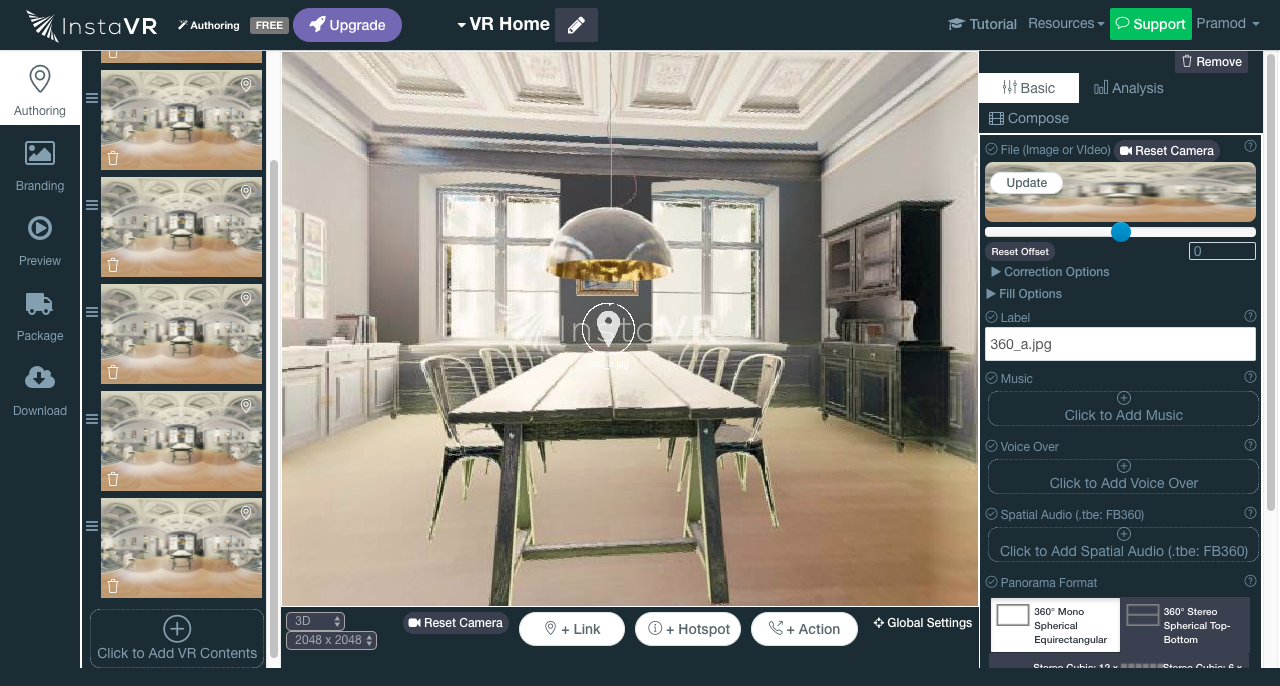 InstaVR
Authoring
FREE
Upgrade
VR Home
Tutorial
Resources
Support
Pramod
Authoring
Branding
Preview
Package
Download
Click to Add VR Contents
InstaVR
3D
2048 x 2048
Reset Camera
+ Link
+ Hotspot
+ Action
Global Settings
Remove
Basic
Analysis
Compose
File (Image or VIdeo)
Reset Camera
Update
Reset Offset
0
Correction Options
Fill Options
Label
360_a.jpg
Music
Click to Add Music
Voice Over
Click to Add Voice Over
Spatial Audio (.tbe: FB360)
Click to Add Spatial Audio (.tbe: FB360)
Panorama Format
360° Mono
Spherical
Equirectangular
360° Stereo
Spherical Top-
Bottom
Stereo Cubic: 12 x
Stereo Cubic: 6 x